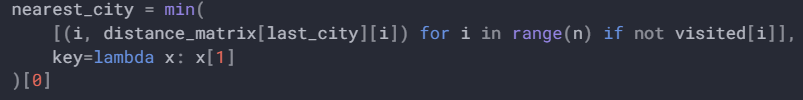 nearest_city = min(
    [(i, distance_matrix[last_city][i]) for i in range(n) if not visited[i]],
    key=lambda x: x[1]
)[0]